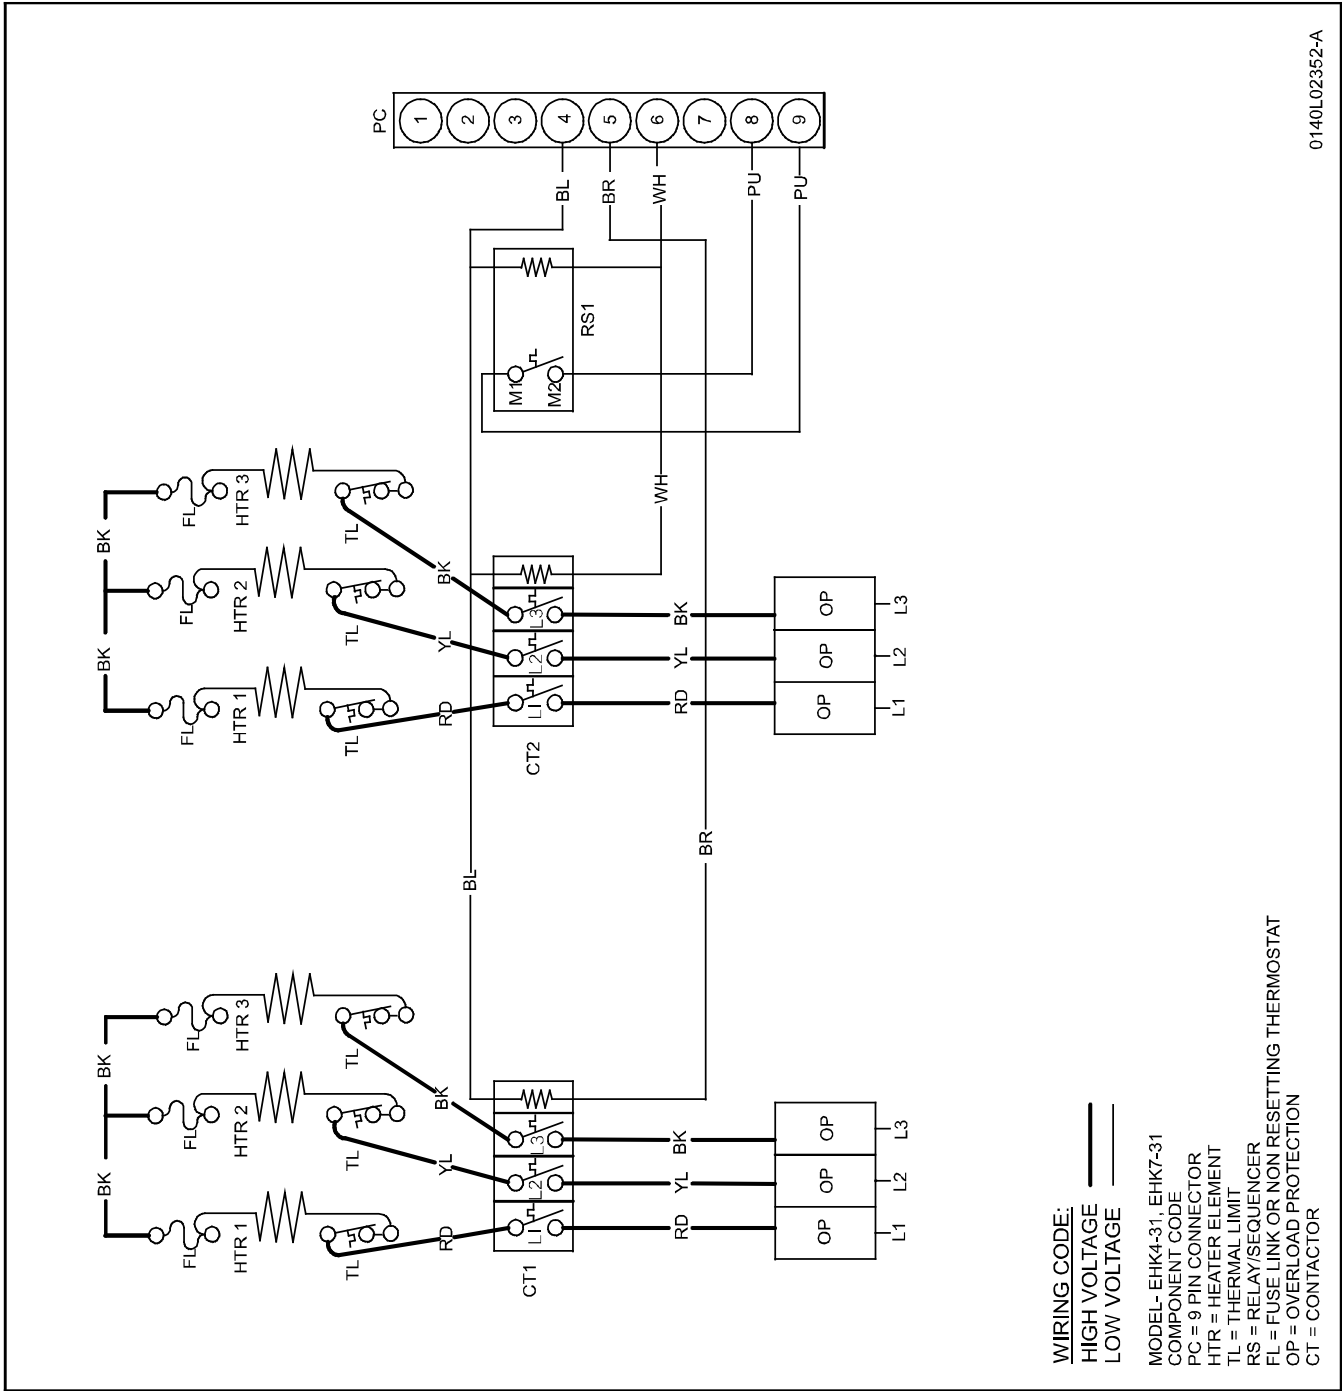 PC
1
2
3
4
5
6
7
8
9
BL
BR
WH
PU
PU
RS1
M1
M2
BK
BK
FL
HTR 1
TL
FL
HTR 2
TL
FL
HTR 3
TL
RD
YL
BK
WH
CT2
L1
L2
L3
RD
YL
BK
OP
OP
OP
L1
L2
L3
BL
BR
BK
BK
FL
HTR 1
TL
FL
HTR 2
TL
FL
HTR 3
TL
RD
YL
BK
CT1
L1
L2
L3
RD
YL
BK
OP
OP
OP
L1
L2
L3
WIRING CODE:
HIGH VOLTAGE
LOW VOLTAGE
MODEL- EHK4-31, EHK7-31
COMPONENT CODE
PC = 9 PIN CONNECTOR
HTR = HEATER ELEMENT
TL = THERMAL LIMIT
RS = RELAY/SEQUENCER
FL = FUSE LINK OR NON RESETTING THERMOSTAT
OP = OVERLOAD PROTECTION
CT = CONTACTOR
0140L02352-A